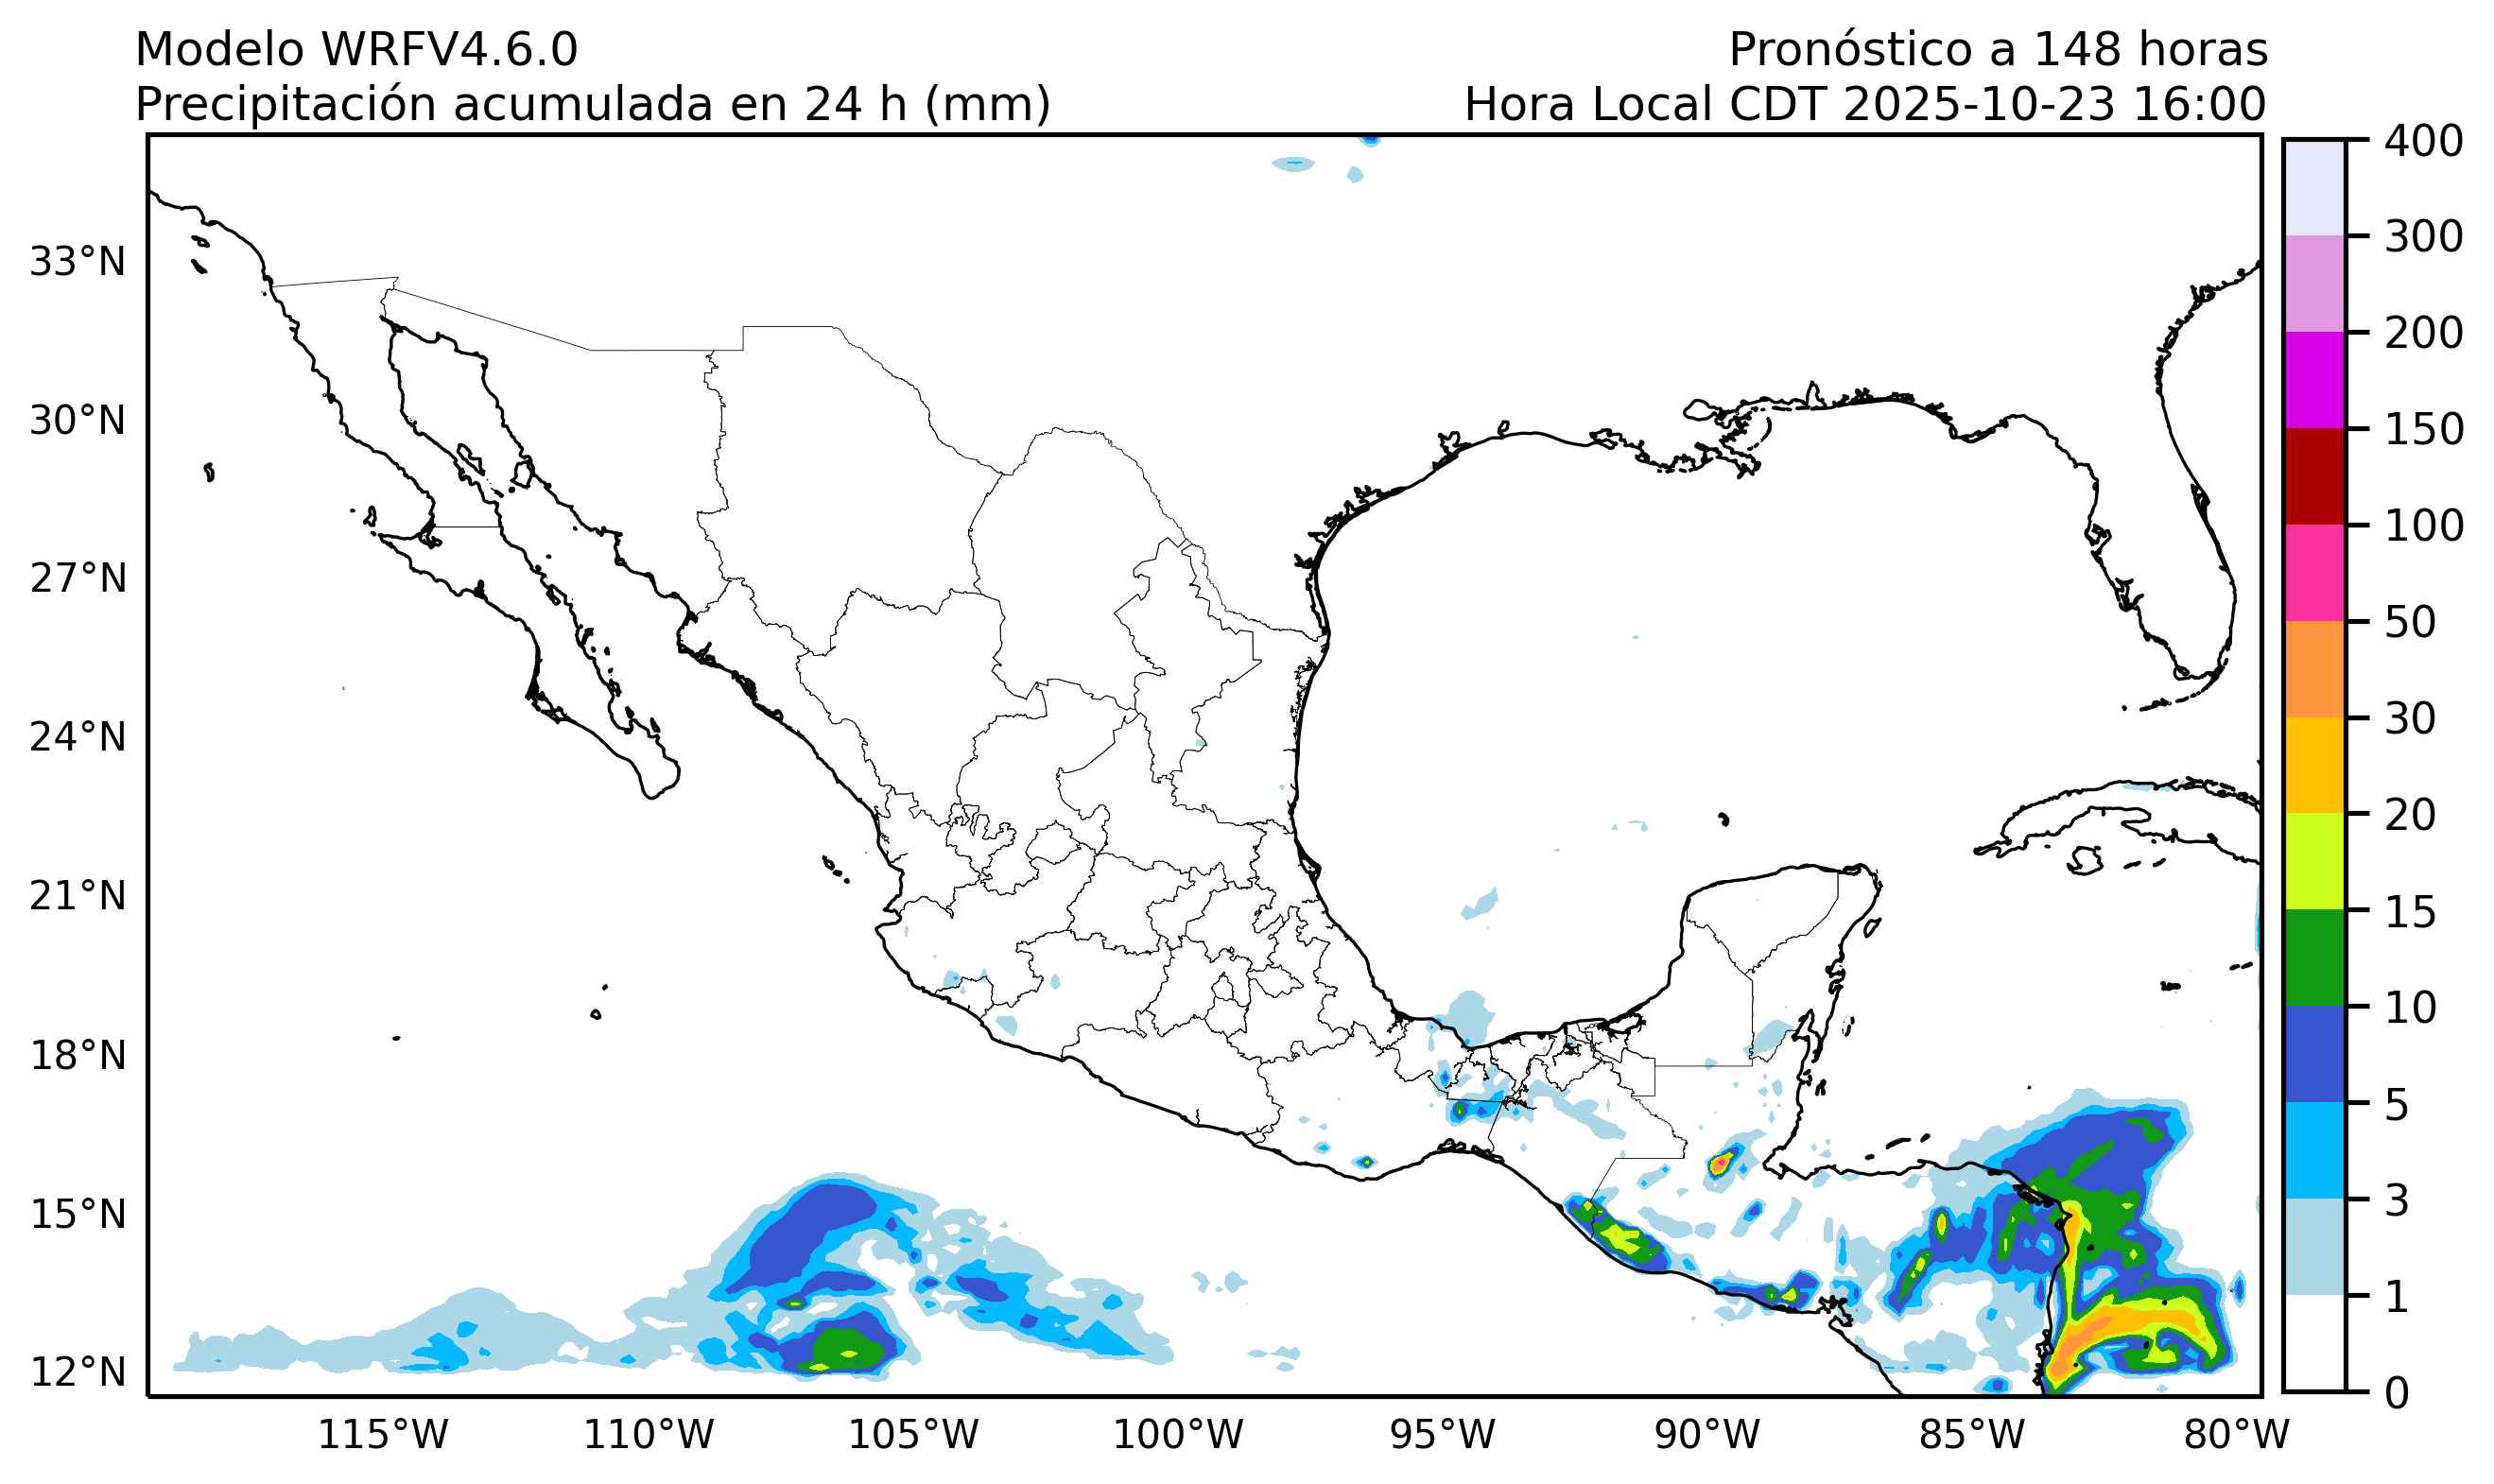 Modelo WRFV4.6.0
Pronóstico a 148 horas
Precipitación acumulada en 24 h (mm)
Hora Local CDT 2025-10-23 16:00
33°N
30°N
27°N
24°N
21°N
18°N
15°N
12°N
115°W
110°W
105°W
100°W
95°W
90°W
85°W
80°W
400
300
200
150
100
50
30
20
15
10
5
3
1
0